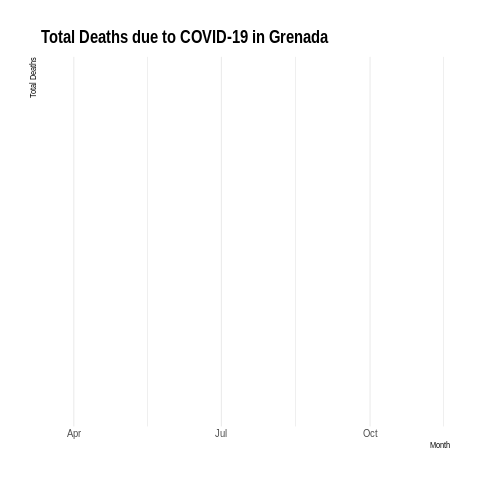 Total Deaths due to COVID-19 in Grenada
Total Deaths
Apr Jul Oct
Month